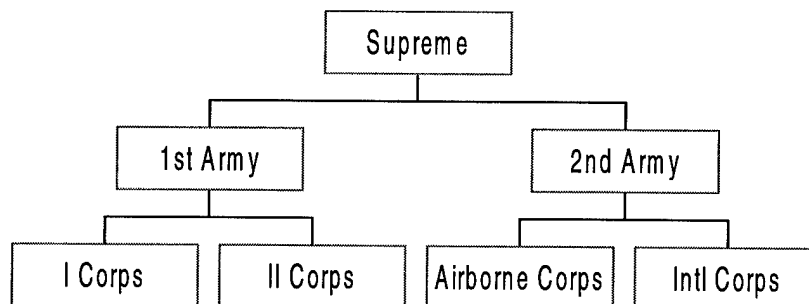 Supreme
1st Army
2nd Army
I Corps
II Corps
Airborne Corps
Intl Corps